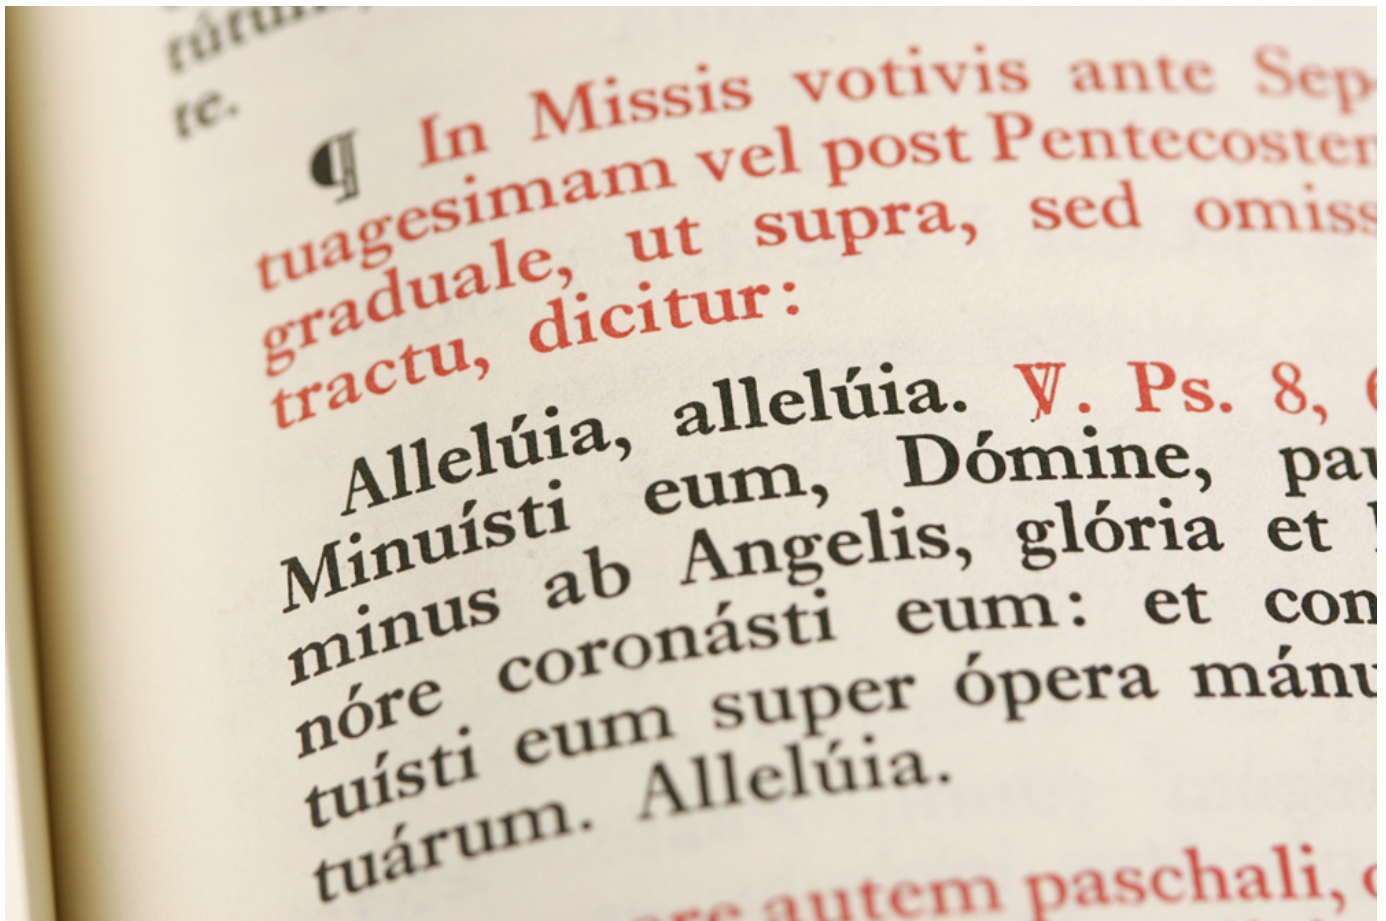 te.
¶ In Missis votivis ante Sep-
tuagesimam vel post Pentecosten
graduale, ut supra, sed omiss
tractu, dicitur:
Allelúia, allelúia. ℣. Ps. 8,
Minuísti eum, Dómine, pau
minus ab Angelis, glória et
nóre coronásti eum: et con
tuísti eum super ópera mánu
tuárum. Allelúia.
autem paschali,